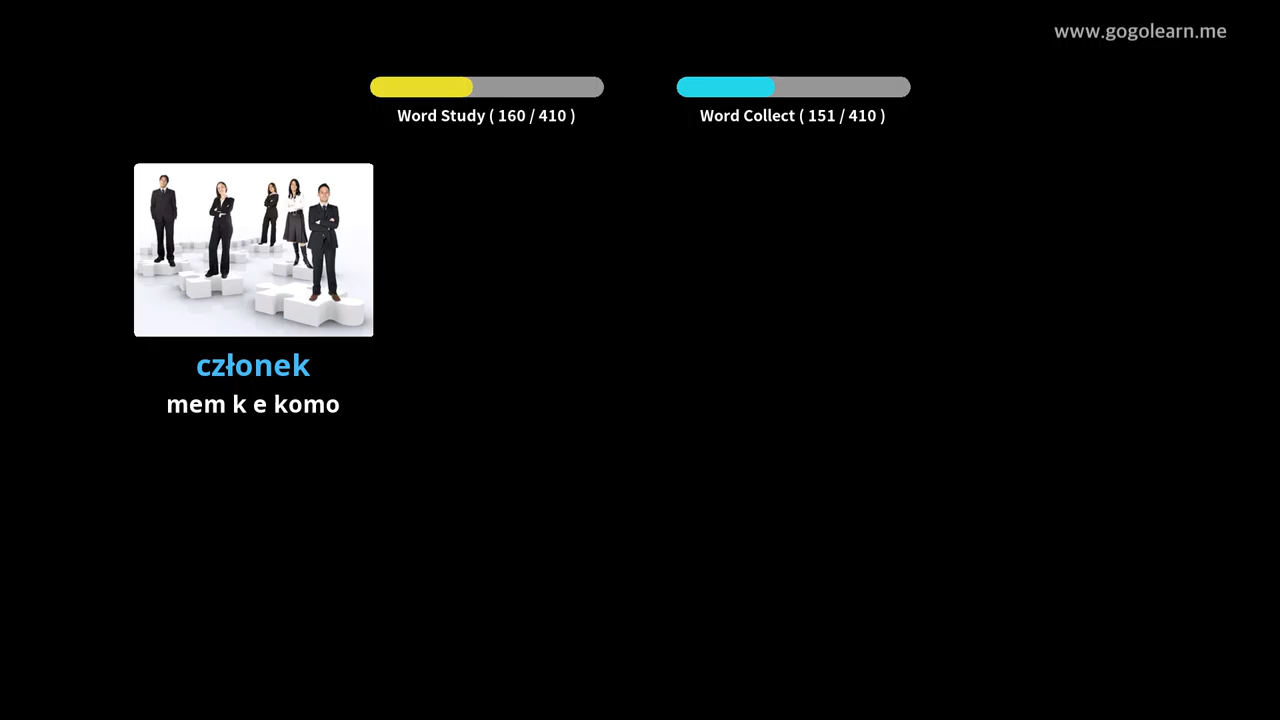 www.gogolearn.me
Word Study ( 160 / 410 )
Word Collect ( 151 / 410 )
członek
mem k e komo